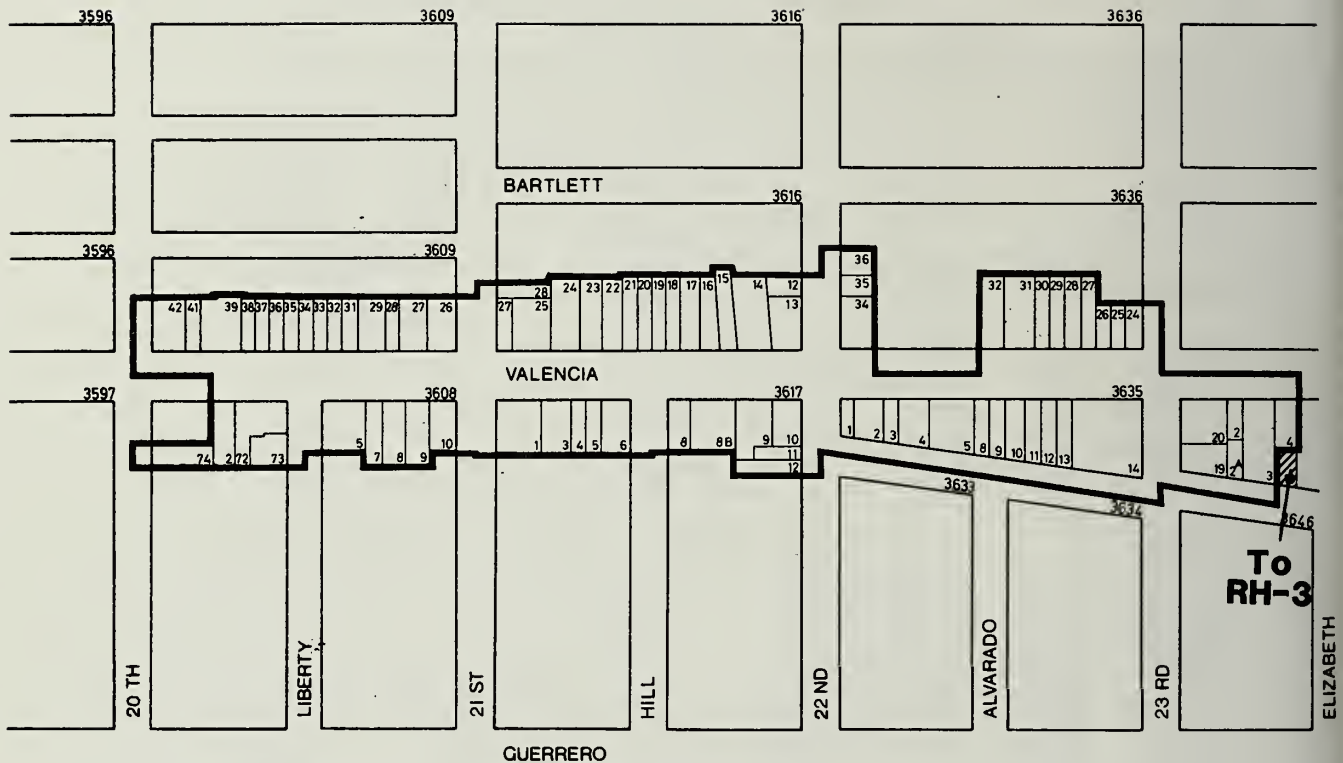 3596 3609 3616 3636
BARTLETT
3616 3636
3596 3609
42 41 39 38 37 36 35 34 33 32 31 29 28 27 26
28
27 25 24 23 22 21 20 19 18 17 16 15 14 12
13
36
35
34
32 31 30 29 28 27
26 25 24
VALENCIA
3597 3608 3617 3635
74 2 72 73
5 7 8 9 10
1 3 4 5 6
8 8B 9 10
11
12
1 2 3 4 5 8 9 10 11 12 13 14
20 2 4
19 2A 3
3633 3634 3646
To
RH-3
20 TH
LIBERTY
21 ST
HILL
22 ND
ALVARADO
23 RD
ELIZABETH
GUERRERO